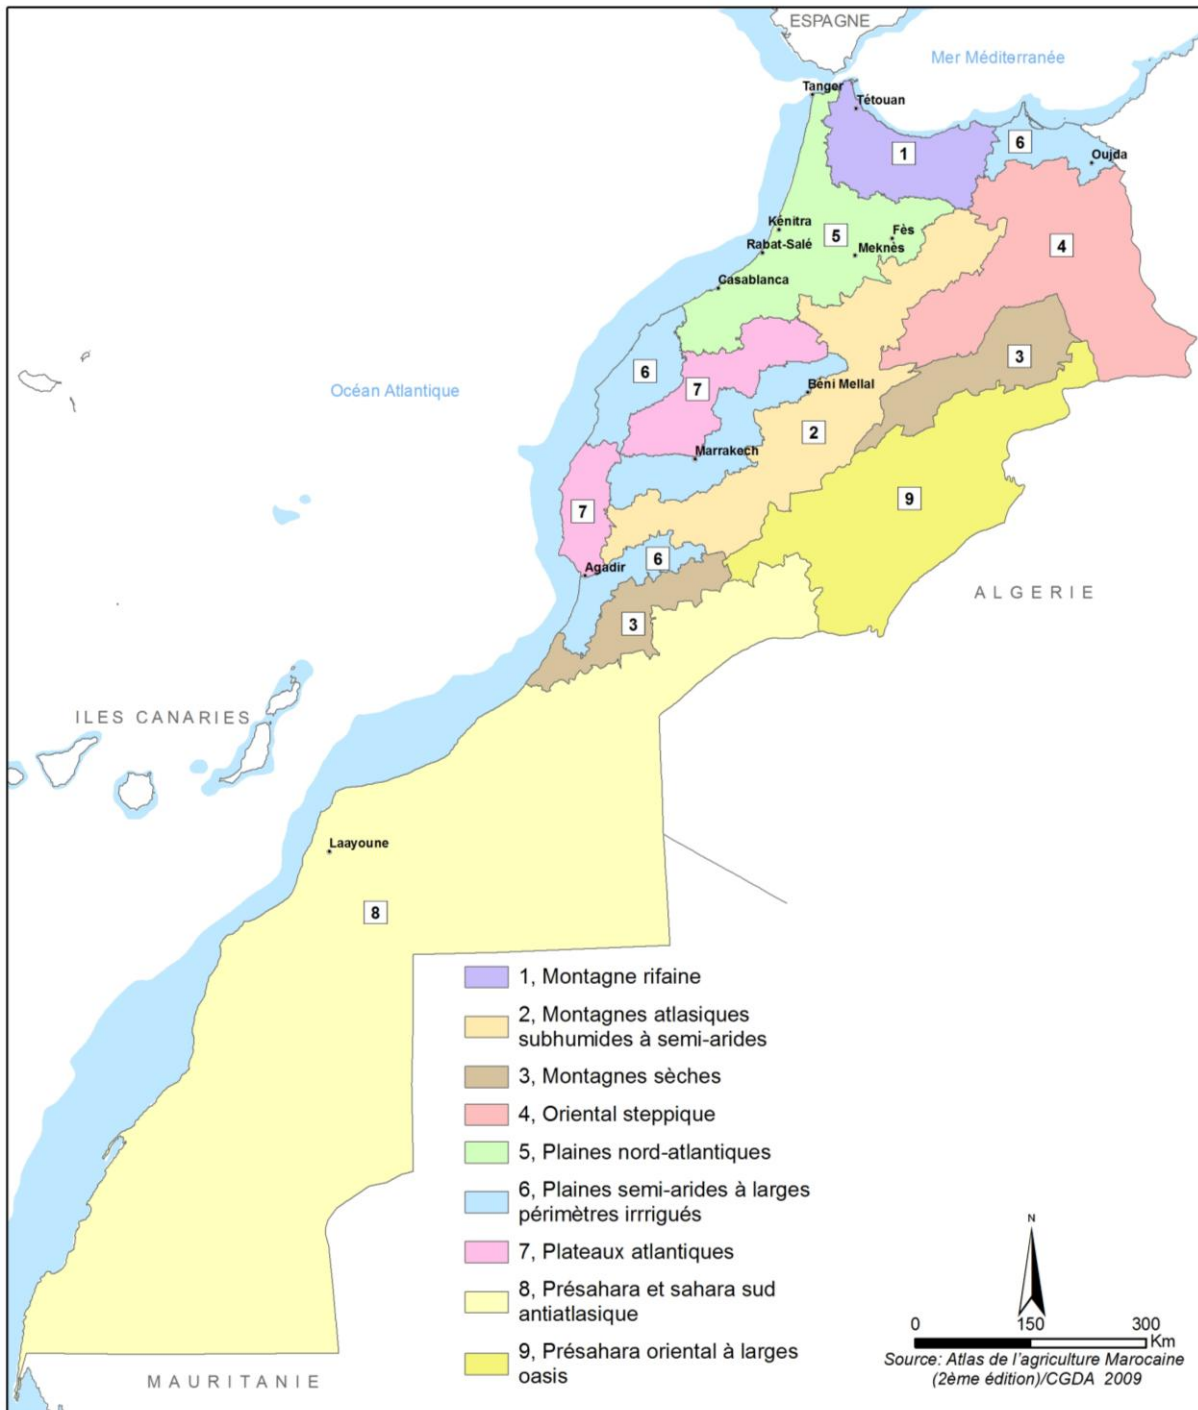 ESPAGNE
Mer Méditerranée
Tanger
Tétouan
1
6
Oujda
Kénitra
5
Fès
4
Rabat-Salé
Meknès
Casablanca
3
6
7
Béni Mellal
Océan Atlantique
2
Marrakech
9
7
6
Agadir
ALGERIE
3
ILES CANARIES
Laayoune
8
1, Montagne rifaine
2, Montagnes atlasiques
subhumides à semi-arides
3, Montagnes sèches
4, Oriental steppique
5, Plaines nord-atlantiques
6, Plaines semi-arides à larges
périmètres irrrigués
7, Plateaux atlantiques
8, Présahara et sahara sud
antiatlasique
9, Présahara oriental à larges
oasis
N
0 150 300
Km
Source: Atlas de l'agriculture Marocaine
(2ème édition)/CGDA 2009
MAURITANIE